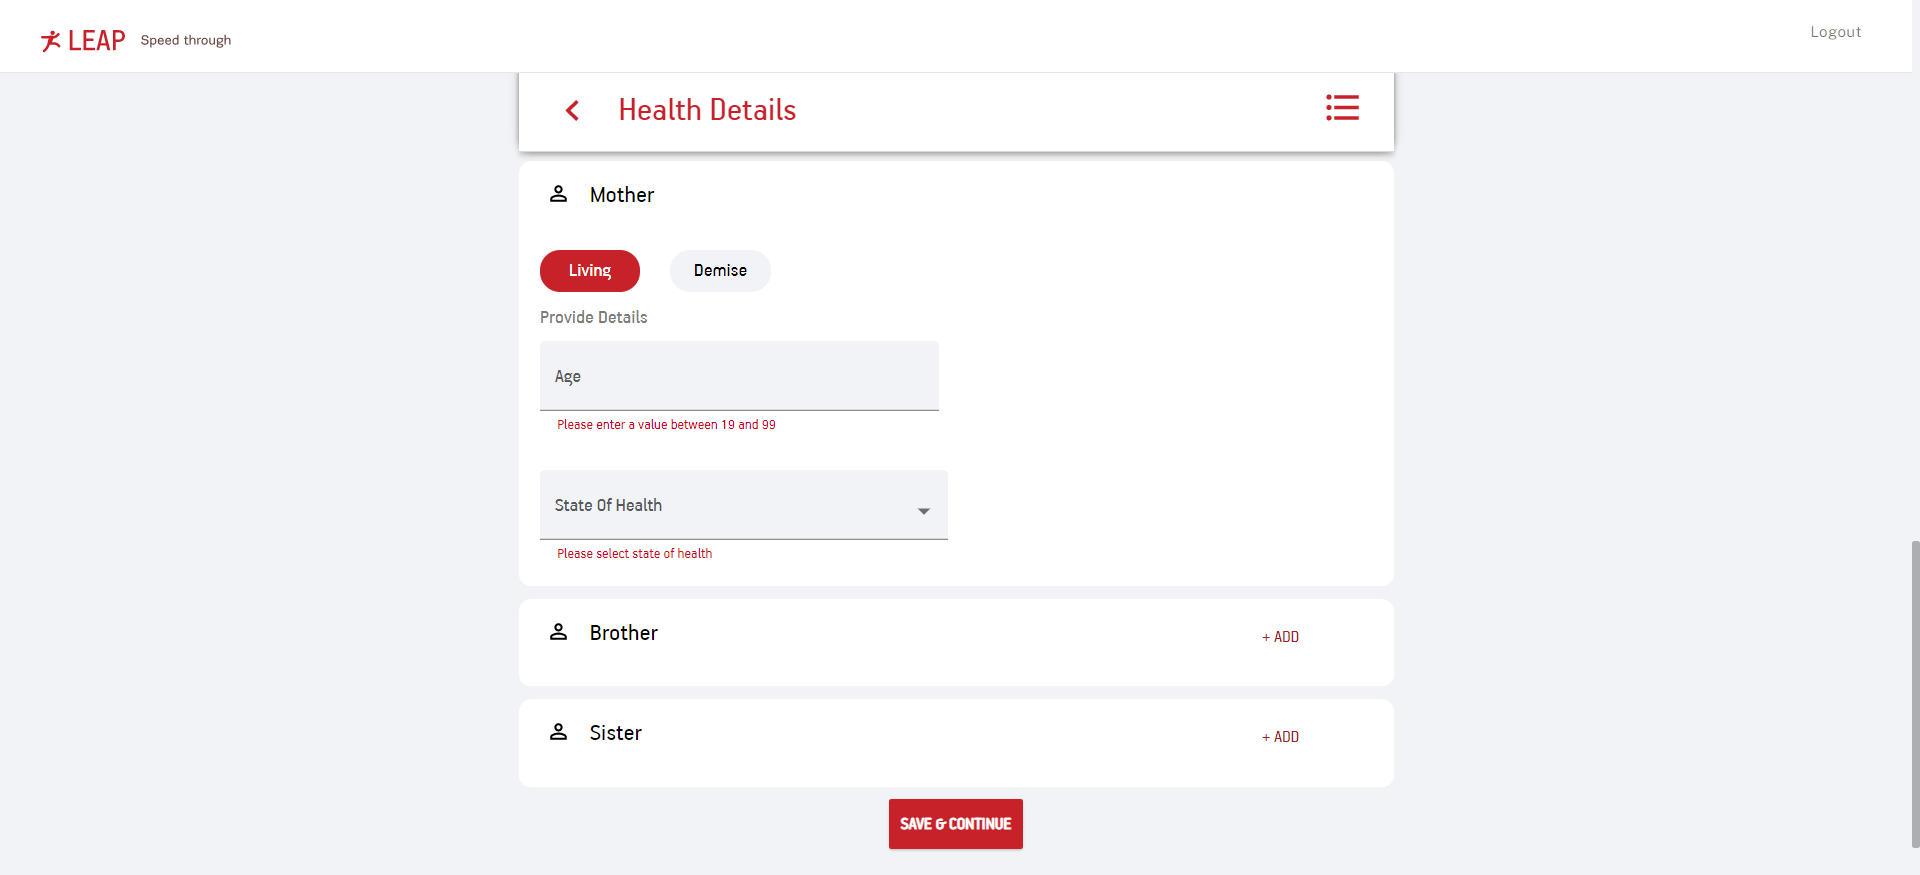 LEAP Speed through
Logout
Health Details
Mother
Living Demise
Provide Details
Age
Please enter a value between 19 and 99
State Of Health
Please select state of health
Brother
+ ADD
Sister
+ ADD
SAVE & CONTINUE